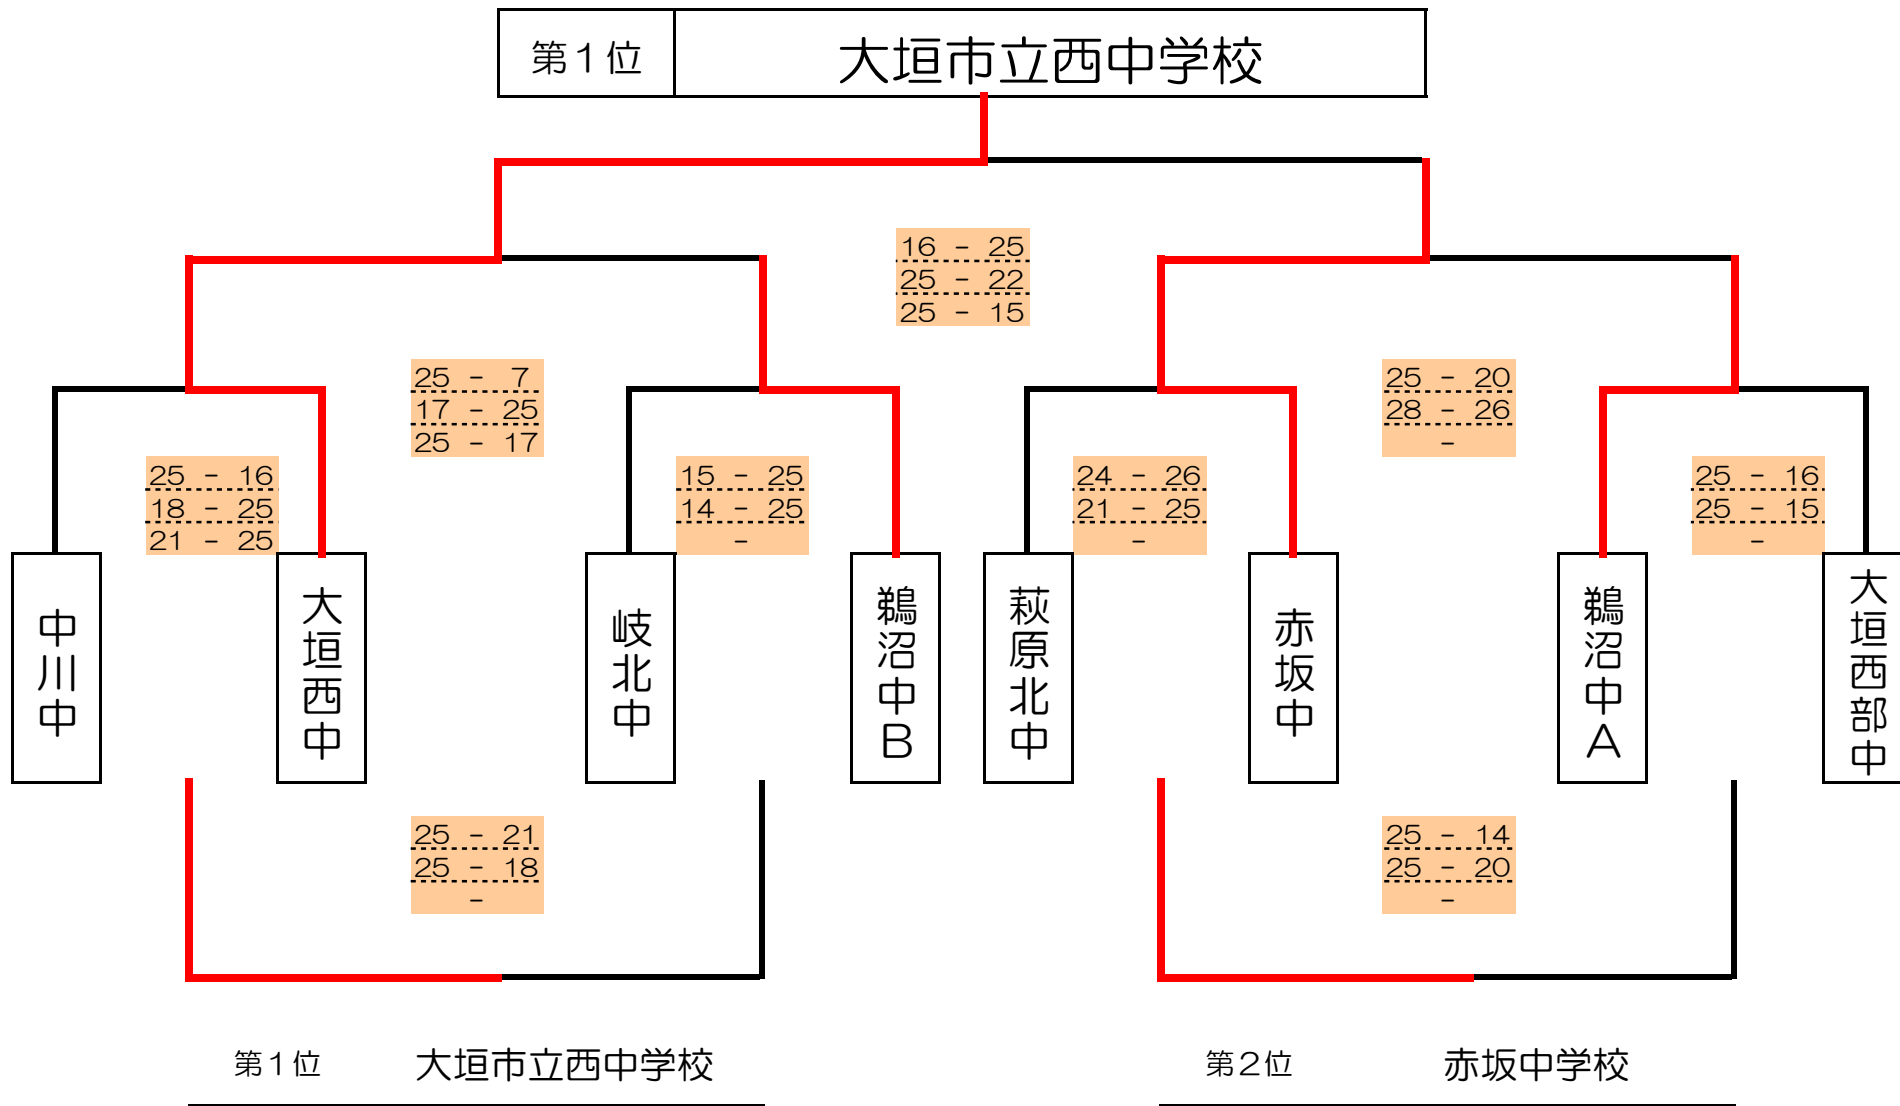 第1位 大垣市立西中学校
16 - 25
25 - 22
25 - 15
25 - 7
17 - 25
25 - 17
25 - 20
28 - 26
-
25 - 16
18 - 25
21 - 25
15 - 25
14 - 25
-
24 - 26
21 - 25
-
25 - 16
25 - 15
-
中川中
大垣西中
岐北中
鵜沼中B
萩原北中
赤坂中
鵜沼中A
大垣西部中
25 - 21
25 - 18
-
25 - 14
25 - 20
-
第1位 大垣市立西中学校
第2位 赤坂中学校